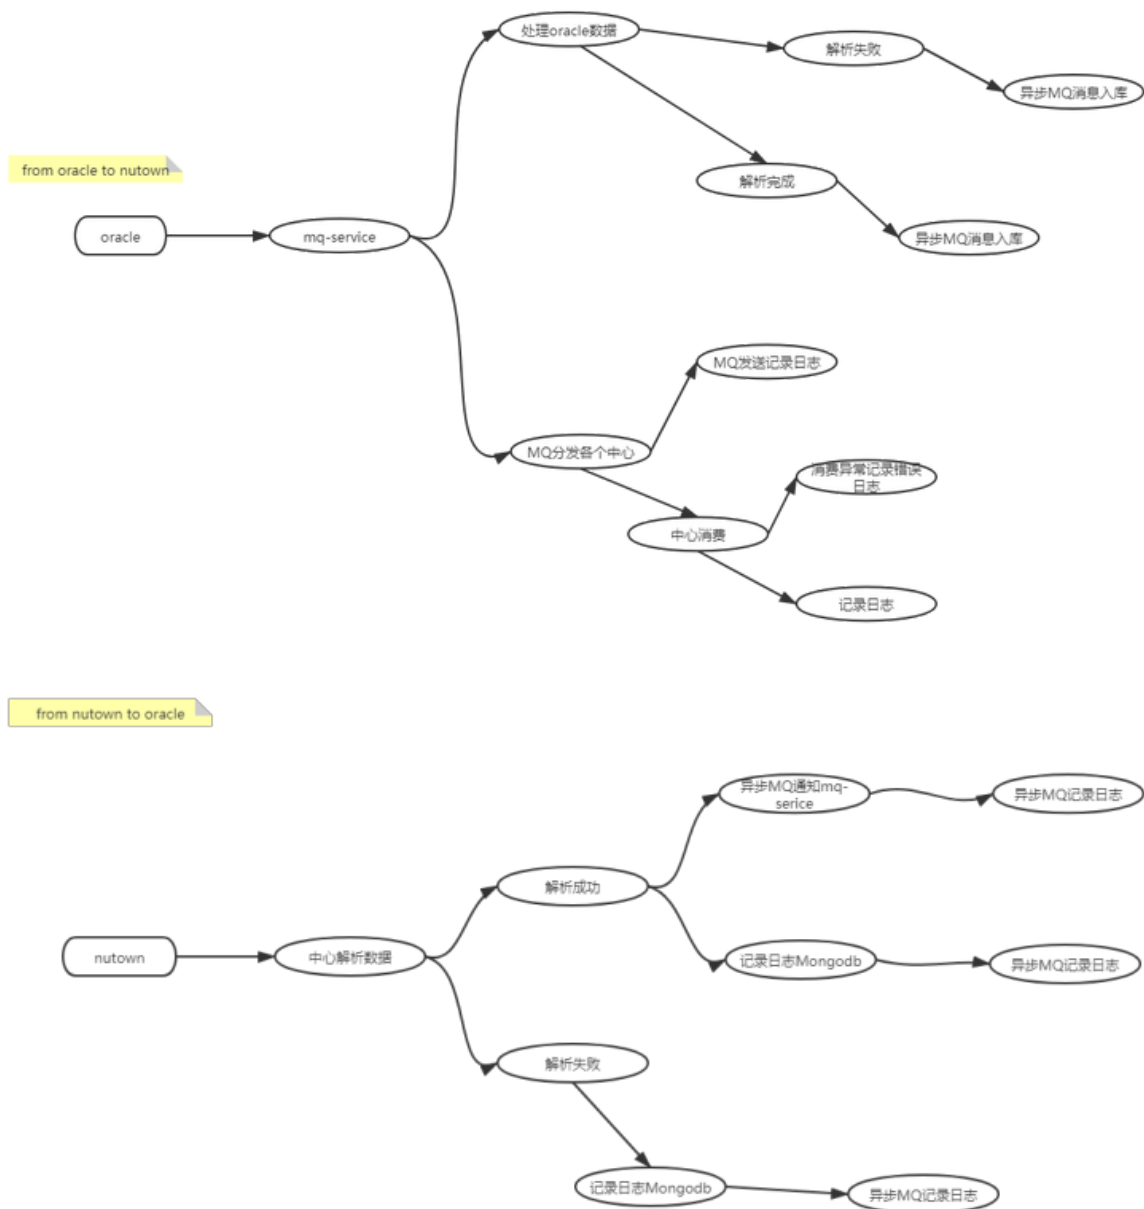 处理oracle数据
解析失败
异步MQ消息入库
from oracle to nutown
解析完成
oracle
mq-service
异步MQ消息入库
MQ发送记录日志
MQ分发各个中心
消费异常记录错误
日志
中心消费
记录日志
from nutown to oracle
异步MQ通知mq-
serice
异步MQ记录日志
解析成功
nutown
中心解析数据
记录日志Mongodb
异步MQ记录日志
解析失败
记录日志Mongodb
异步MQ记录日志